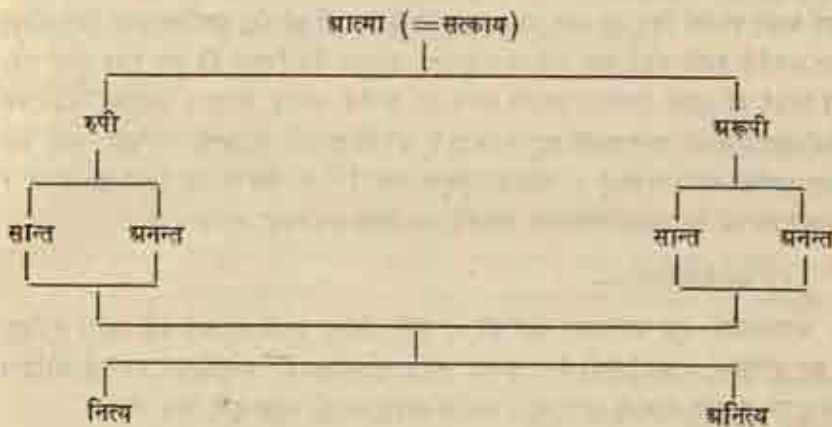 आत्मा (=सत्काय)
रुपी अरूपी
सान्त अनन्त सान्त अनन्त
नित्य अनित्य